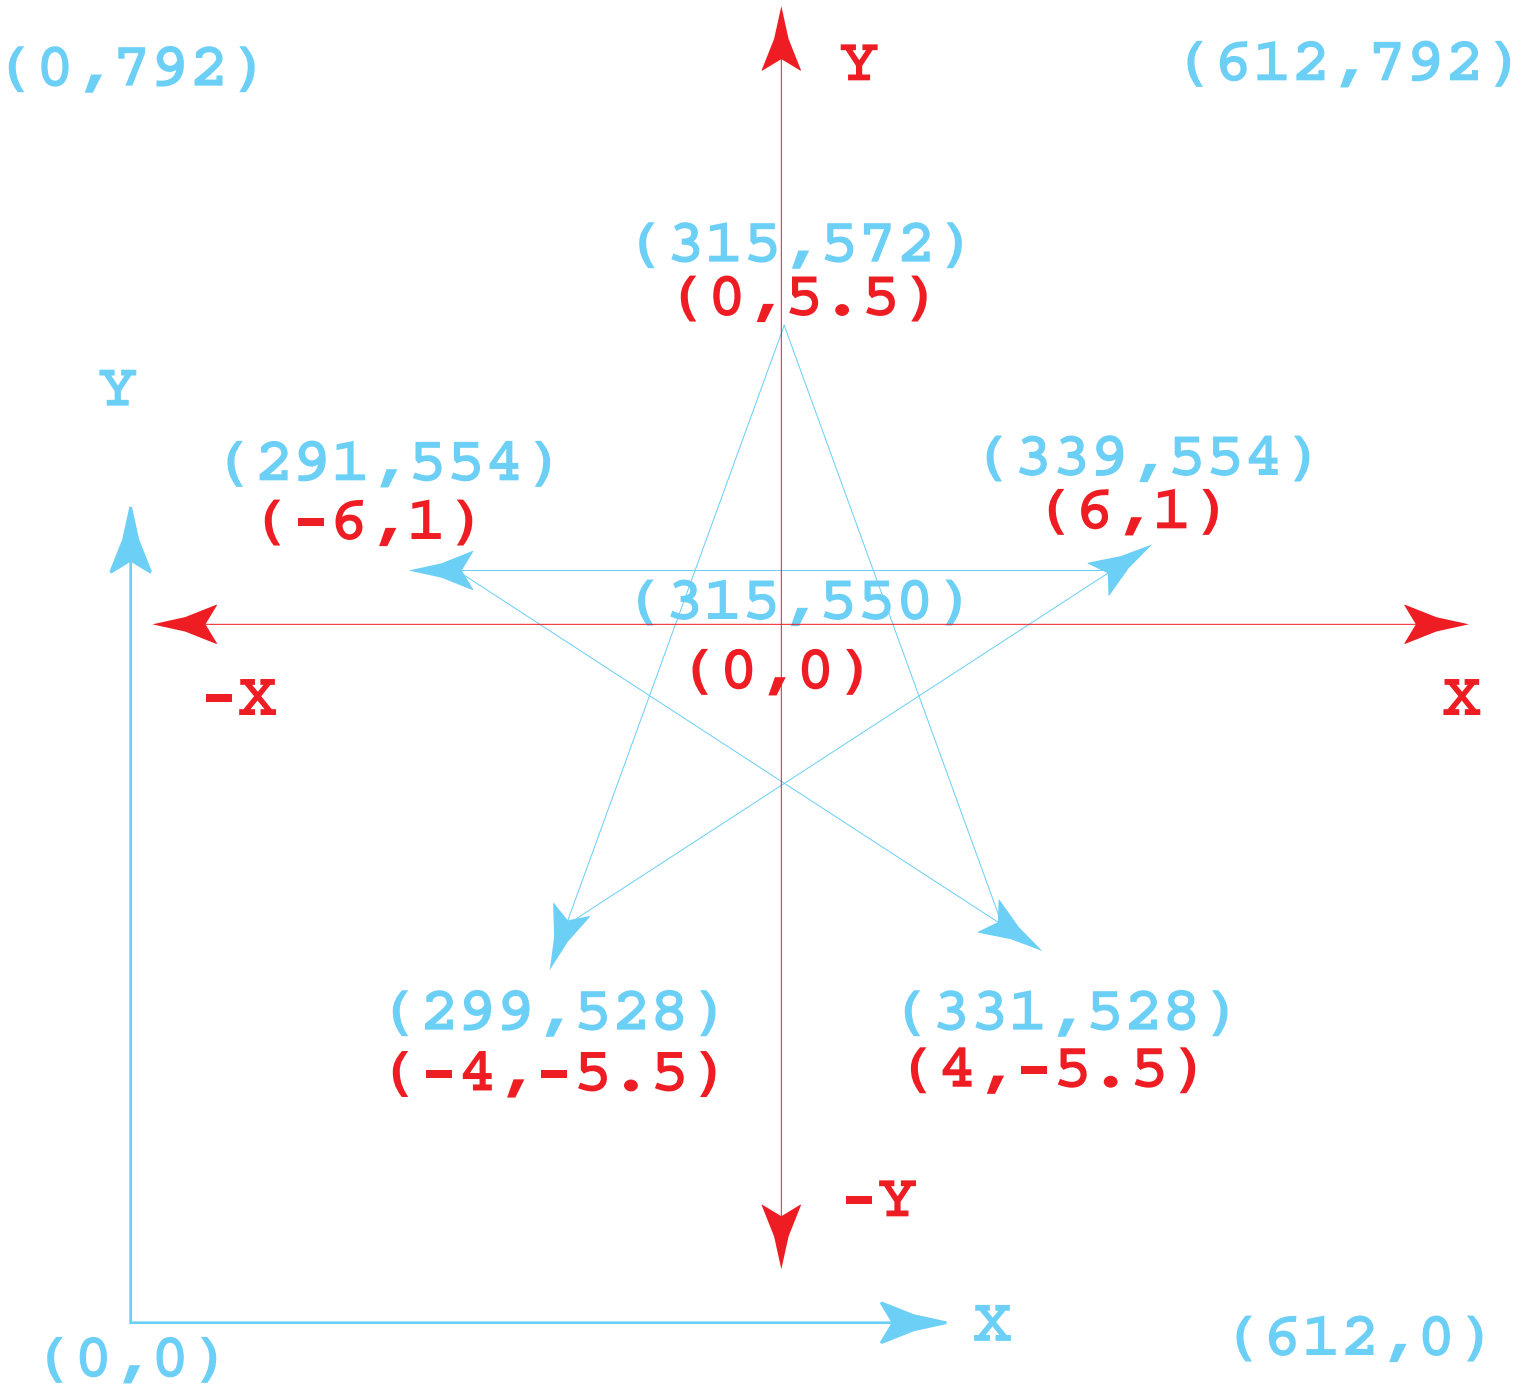 (0,792)
Y
(612,792)
(315,572)
(0,5.5)
Y
(291,554)
(-6,1)
(339,554)
(6,1)
(315,550)
(0,0)
-X
X
(299,528)
(-4,-5.5)
(331,528)
(4,-5.5)
-Y
X
(0,0)
(612,0)